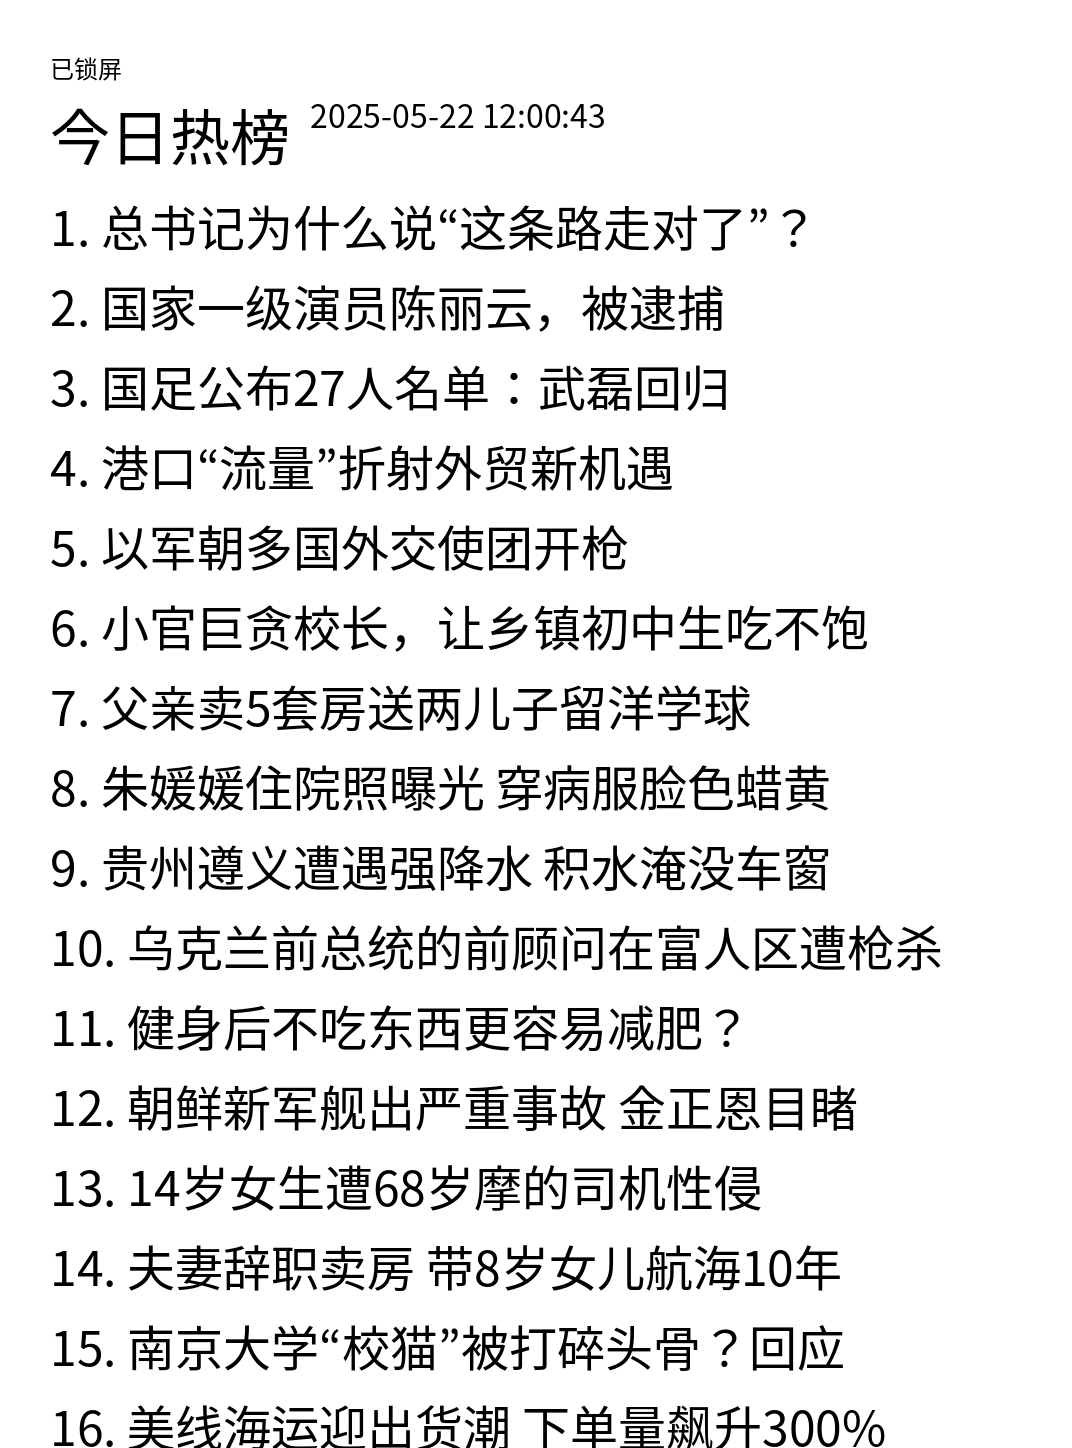 已锁屏
今日热榜 2025-05-22 12:00:43
1. 总书记为什么说“这条路走对了”？
2. 国家一级演员陈丽云，被逮捕
3. 国足公布27人名单：武磊回归
4. 港口“流量”折射外贸新机遇
5. 以军朝多国外交使团开枪
6. 小官巨贪校长，让乡镇初中生吃不饱
7. 父亲卖5套房送两儿子留洋学球
8. 朱媛媛住院照曝光 穿病服脸色蜡黄
9. 贵州遵义遭遇强降水 积水淹没车窗
10. 乌克兰前总统的前顾问在富人区遭枪杀
11. 健身后不吃东西更容易减肥？
12. 朝鲜新军舰出严重事故 金正恩目睹
13. 14岁女生遭68岁摩的司机性侵
14. 夫妻辞职卖房 带8岁女儿航海10年
15. 南京大学“校猫”被打碎头骨？回应
16. 美线海运迎出货潮 下单量飙升300%